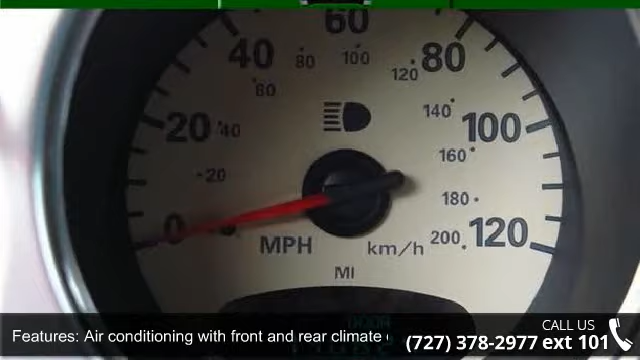 60
40 80 100 80
60 120
20 40 140 100
20 160
0 180
MPH km/h 200 120
MI
Features: Air conditioning with front and rear climate
CALL US
(727) 378-2977 ext 101